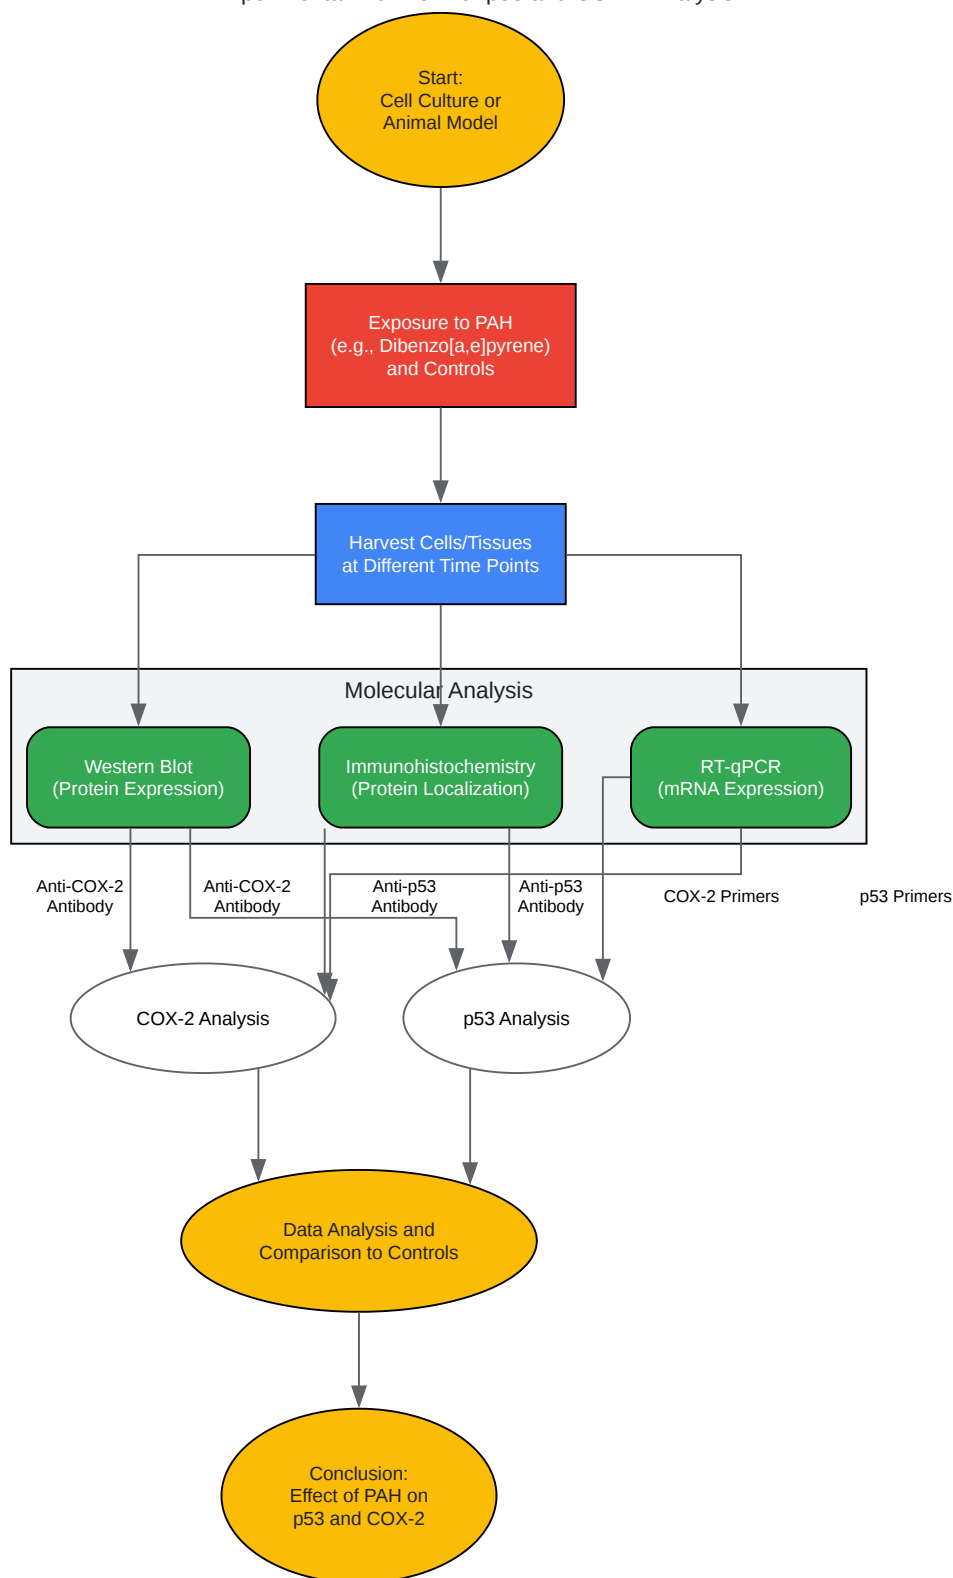 Start:
Cell Culture or
Animal Model
Exposure to PAH
(e.g., Dibenzo[a,e]pyrene)
and Controls
Harvest Cells/Tissues
at Different Time Points
Molecular Analysis
Western Blot
(Protein Expression)
Immunohistochemistry
(Protein Localization)
RT-qPCR
(mRNA Expression)
Anti-COX-2
Antibody
Anti-COX-2
Antibody
Anti-p53
Antibody
Anti-p53
Antibody
COX-2 Primers
p53 Primers
COX-2 Analysis
p53 Analysis
Data Analysis and
Comparison to Controls
Conclusion:
Effect of PAH on
p53 and COX-2